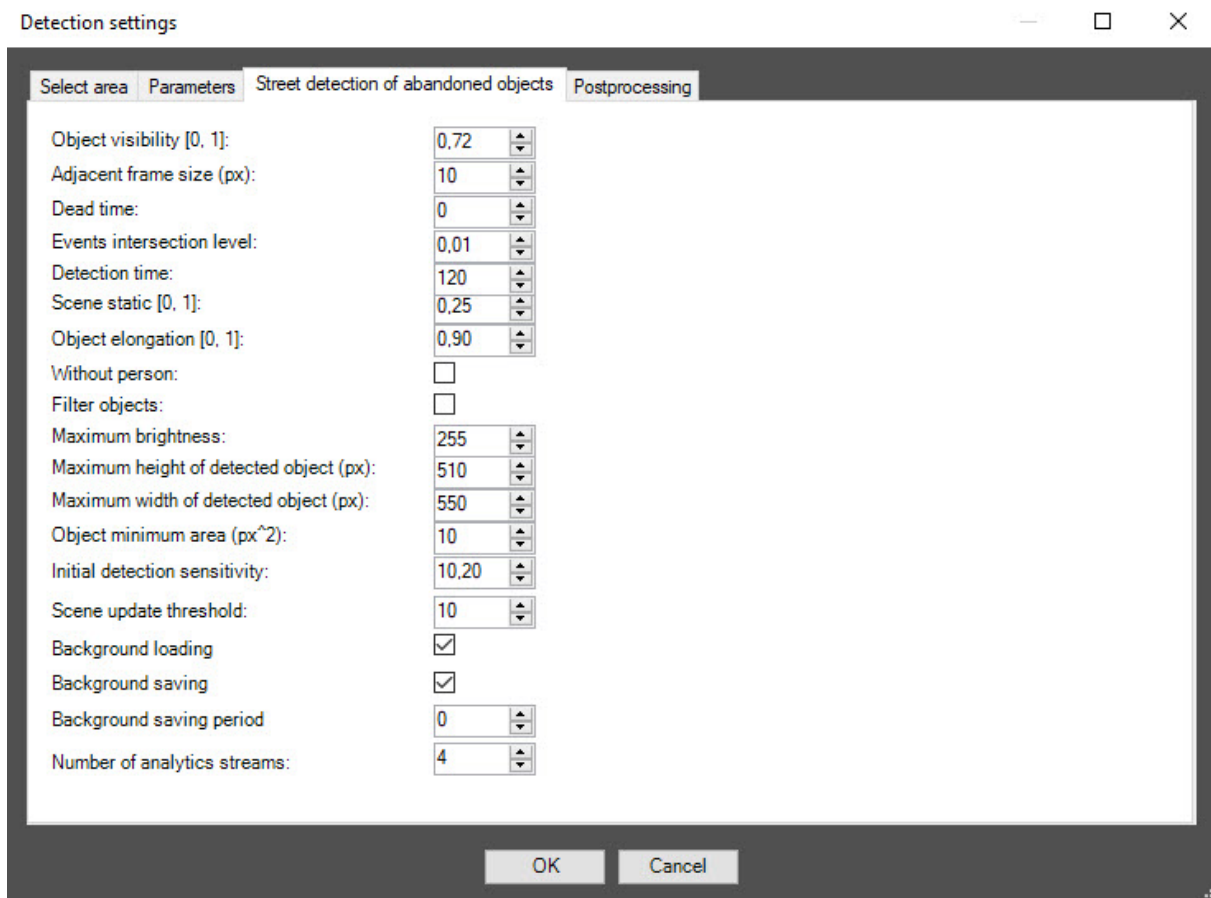 Detection settings
Select area Parameters Street detection of abandoned objects Postprocessing
Object visibility [0, 1]: 0,72
Adjacent frame size (px): 10
Dead time: 0
Events intersection level: 0,01
Detection time: 120
Scene static [0, 1]: 0,25
Object elongation [0, 1]: 0,90
Without person:
Filter objects:
Maximum brightness: 255
Maximum height of detected object (px): 510
Maximum width of detected object (px): 550
Object minimum area (px^2): 10
Initial detection sensitivity: 10,20
Scene update threshold: 10
Background loading
Background saving
Background saving period 0
Number of analytics streams: 4
OK Cancel